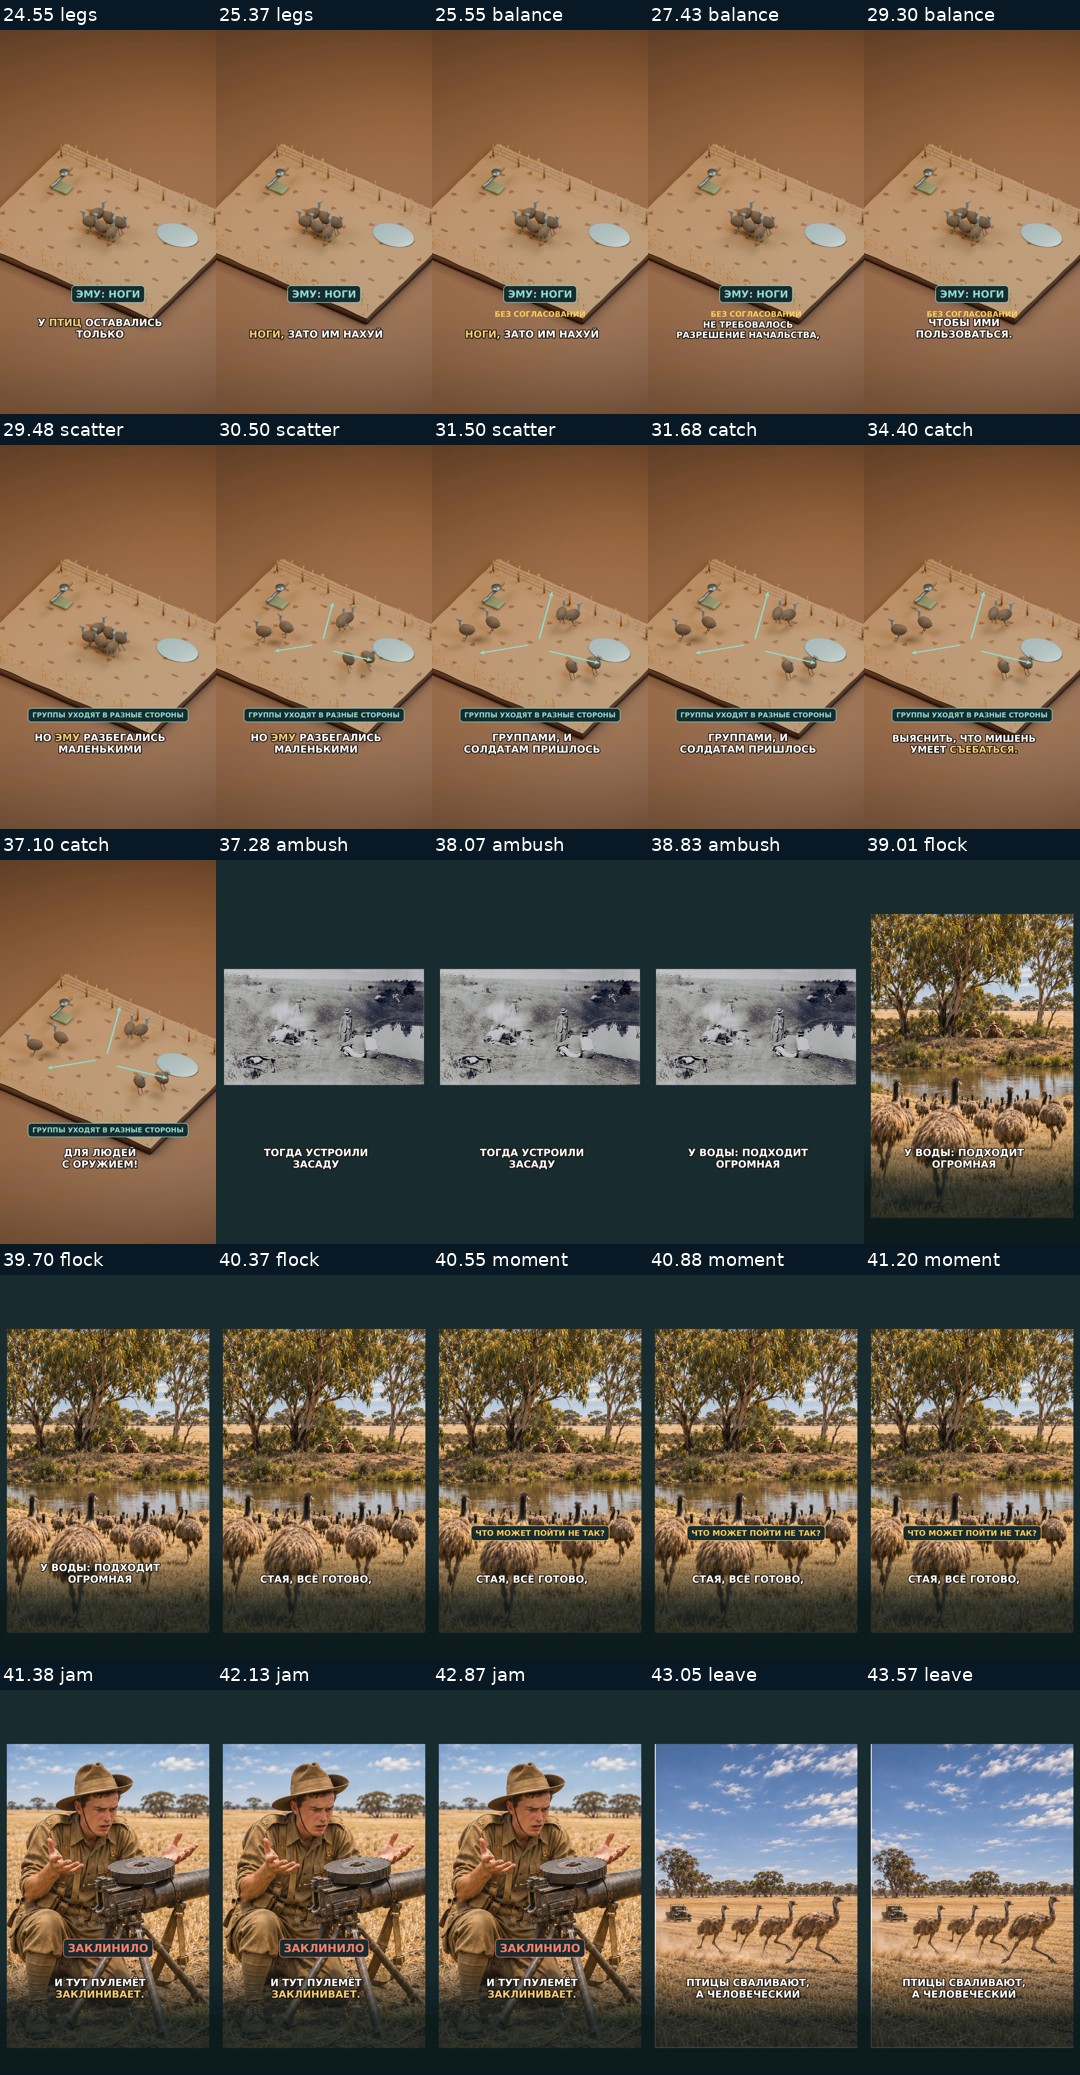 24.55 legs
25.37 legs
25.55 balance
27.43 balance
29.30 balance
ЭМУ: НОГИ
У ПТИЦ ОСТАВАЛИСЬ
ТОЛЬКО
ЭМУ: НОГИ
НОГИ, ЗАТО ИМ НАХУЙ
ЭМУ: НОГИ
БЕЗ СОГЛАСОВАНИЙ
НОГИ, ЗАТО ИМ НАХУЙ
ЭМУ: НОГИ
БЕЗ СОГЛАСОВАНИЙ
НЕ ТРЕБОВАЛОСЬ
РАЗРЕШЕНИЕ НАЧАЛЬСТВА,
ЭМУ: НОГИ
БЕЗ СОГЛАСОВАНИЙ
ЧТОБЫ ИМИ
ПОЛЬЗОВАТЬСЯ.
29.48 scatter
30.50 scatter
31.50 scatter
31.68 catch
34.40 catch
ГРУППЫ УХОДЯТ В РАЗНЫЕ СТОРОНЫ
НО ЭМУ РАЗБЕГАЛИСЬ
МАЛЕНЬКИМИ
ГРУППЫ УХОДЯТ В РАЗНЫЕ СТОРОНЫ
НО ЭМУ РАЗБЕГАЛИСЬ
МАЛЕНЬКИМИ
ГРУППЫ УХОДЯТ В РАЗНЫЕ СТОРОНЫ
ГРУППАМИ, И
СОЛДАТАМ ПРИШЛОСЬ
ГРУППЫ УХОДЯТ В РАЗНЫЕ СТОРОНЫ
ГРУППАМИ, И
СОЛДАТАМ ПРИШЛОСЬ
ГРУППЫ УХОДЯТ В РАЗНЫЕ СТОРОНЫ
ВЫЯСНИТЬ, ЧТО МИШЕНЬ
УМЕЕТ СЪЕБАТЬСЯ.
37.10 catch
37.28 ambush
38.07 ambush
38.83 ambush
39.01 flock
ГРУППЫ УХОДЯТ В РАЗНЫЕ СТОРОНЫ
ДЛЯ ЛЮДЕЙ
С ОРУЖИЕМ!
ТОГДА УСТРОИЛИ
ЗАСАДУ
ТОГДА УСТРОИЛИ
ЗАСАДУ
У ВОДЫ: ПОДХОДИТ
ОГРОМНАЯ
У ВОДЫ: ПОДХОДИТ
ОГРОМНАЯ
39.70 flock
40.37 flock
40.55 moment
40.88 moment
41.20 moment
У ВОДЫ: ПОДХОДИТ
ОГРОМНАЯ
СТАЯ, ВСЁ ГОТОВО,
ЧТО МОЖЕТ ПОЙТИ НЕ ТАК?
СТАЯ, ВСЁ ГОТОВО,
ЧТО МОЖЕТ ПОЙТИ НЕ ТАК?
СТАЯ, ВСЁ ГОТОВО,
ЧТО МОЖЕТ ПОЙТИ НЕ ТАК?
СТАЯ, ВСЁ ГОТОВО,
41.38 jam
42.13 jam
42.87 jam
43.05 leave
43.57 leave
ЗАКЛИНИЛО
И ТУТ ПУЛЕМЁТ
ЗАКЛИНИВАЕТ.
ЗАКЛИНИЛО
И ТУТ ПУЛЕМЁТ
ЗАКЛИНИВАЕТ.
ЗАКЛИНИЛО
И ТУТ ПУЛЕМЁТ
ЗАКЛИНИВАЕТ.
ПТИЦЫ СВАЛИВАЮТ,
А ЧЕЛОВЕЧЕСКИЙ
ПТИЦЫ СВАЛИВАЮТ,
А ЧЕЛОВЕЧЕСКИЙ